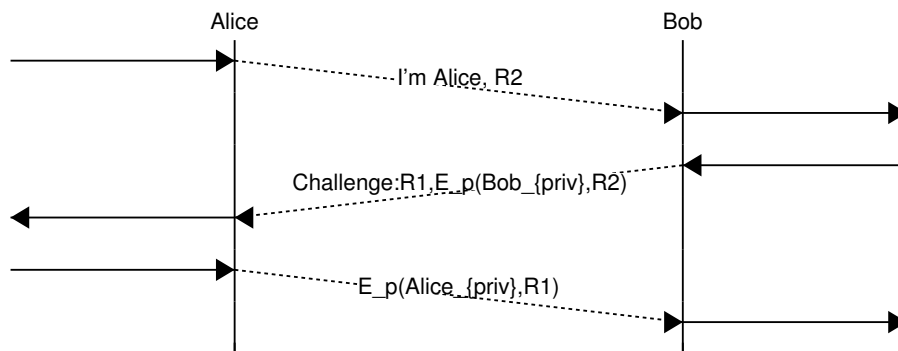 Alice
Bob
I'm Alice, R2
Challenge:R1,E_p(Bob_{priv},R2)
E_p(Alice_{priv},R1)